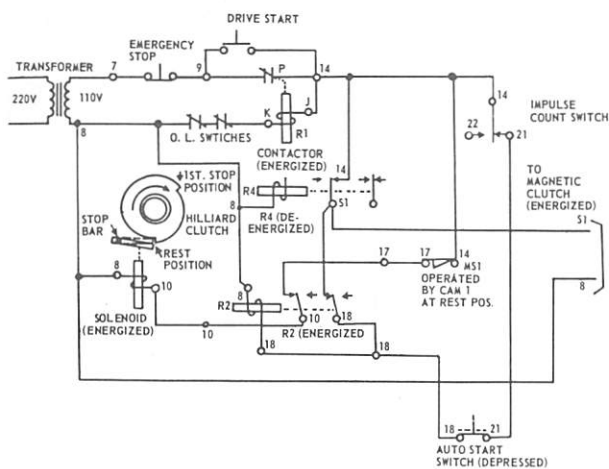 DRIVE START
EMERGENCY
STOP
TRANSFORMER
7
9
P
14
220V
110V
14
IMPULSE
COUNT SWITCH
22
21
K
J
O. L. SWTICHES
R1
8
CONTACTOR
(ENERGIZED)
TO
MAGNETIC
CLUTCH
(ENERGIZED)
1ST. STOP
POSITION
14
R4
S1
8
R4 (DE-
ENERGIZED)
S1
STOP
BAR
HILLIARD
CLUTCH
REST
POSITION
17
17
14
MS1
OPERATED
BY CAM 1
AT REST POS.
8
8
8
10
R2
10
18
SOLENOID
(ENERGIZED)
10
R2 (ENERGIZED
18
18
18
21
AUTO START
SWITCH (DEPRESSED)